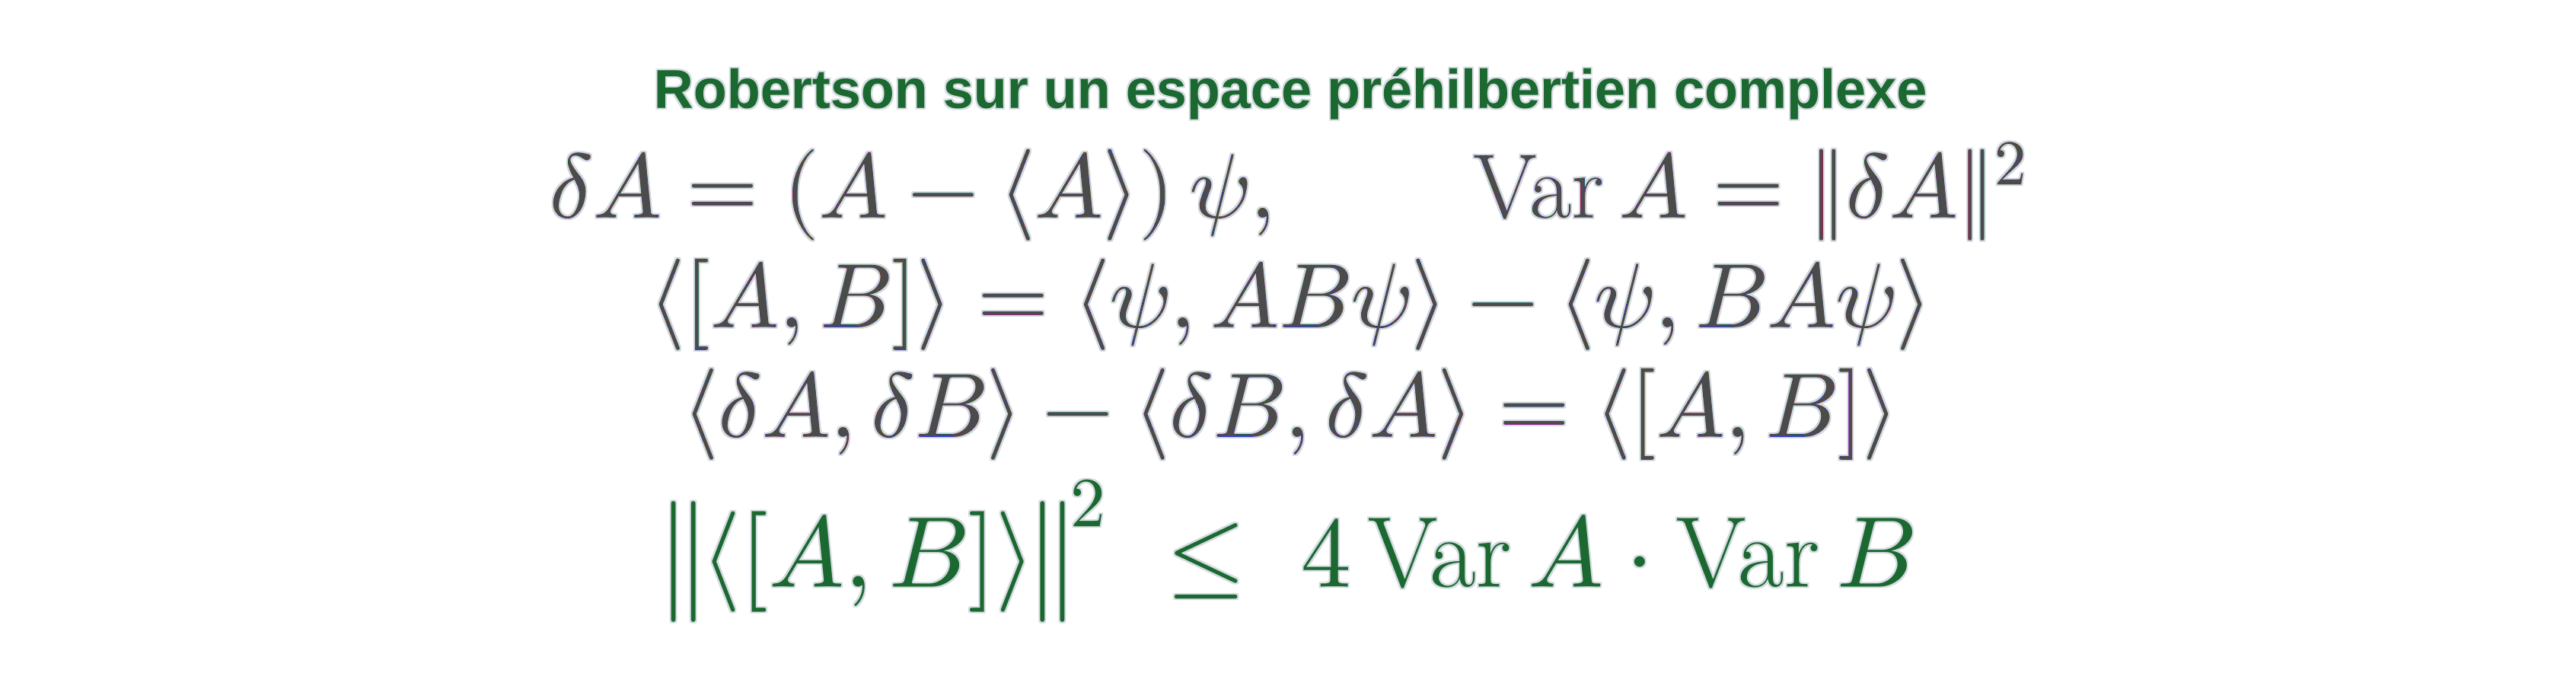 Robertson sur un espace préhilbertien complexe
δA = (A − ⟨A⟩) ψ, Var A = ‖δA‖²
⟨[A, B]⟩ = ⟨ψ, ABψ⟩ − ⟨ψ, BAψ⟩
⟨δA, δB⟩ − ⟨δB, δA⟩ = ⟨[A, B]⟩
‖⟨[A, B]⟩‖² ≤ 4 Var A · Var B